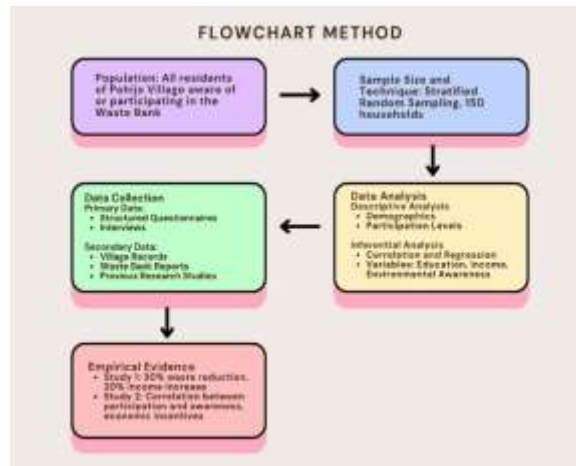 FLOWCHART METHOD
Population: All residents
of Pohijo Village aware of
or participating in the
Waste Bank
Sample Size and
Technique: Stratified
Random Sampling, 150
households
Data Analysis
Descriptive Analysis
• Demographics
• Participation Levels
Inferential Analysis
• Correlation and Regression
• Variables: Education, Income,
Environmental Awareness
Data Collection
Primary Data:
• Structured Questionnaires
• Interviews
Secondary Data:
• Village Records
• Waste Bank Reports
• Previous Research Studies
Empirical Evidence
• Study 1: 30% waste reduction,
20% income increase
• Study 2: Correlation between
participation and awareness,
economic incentives